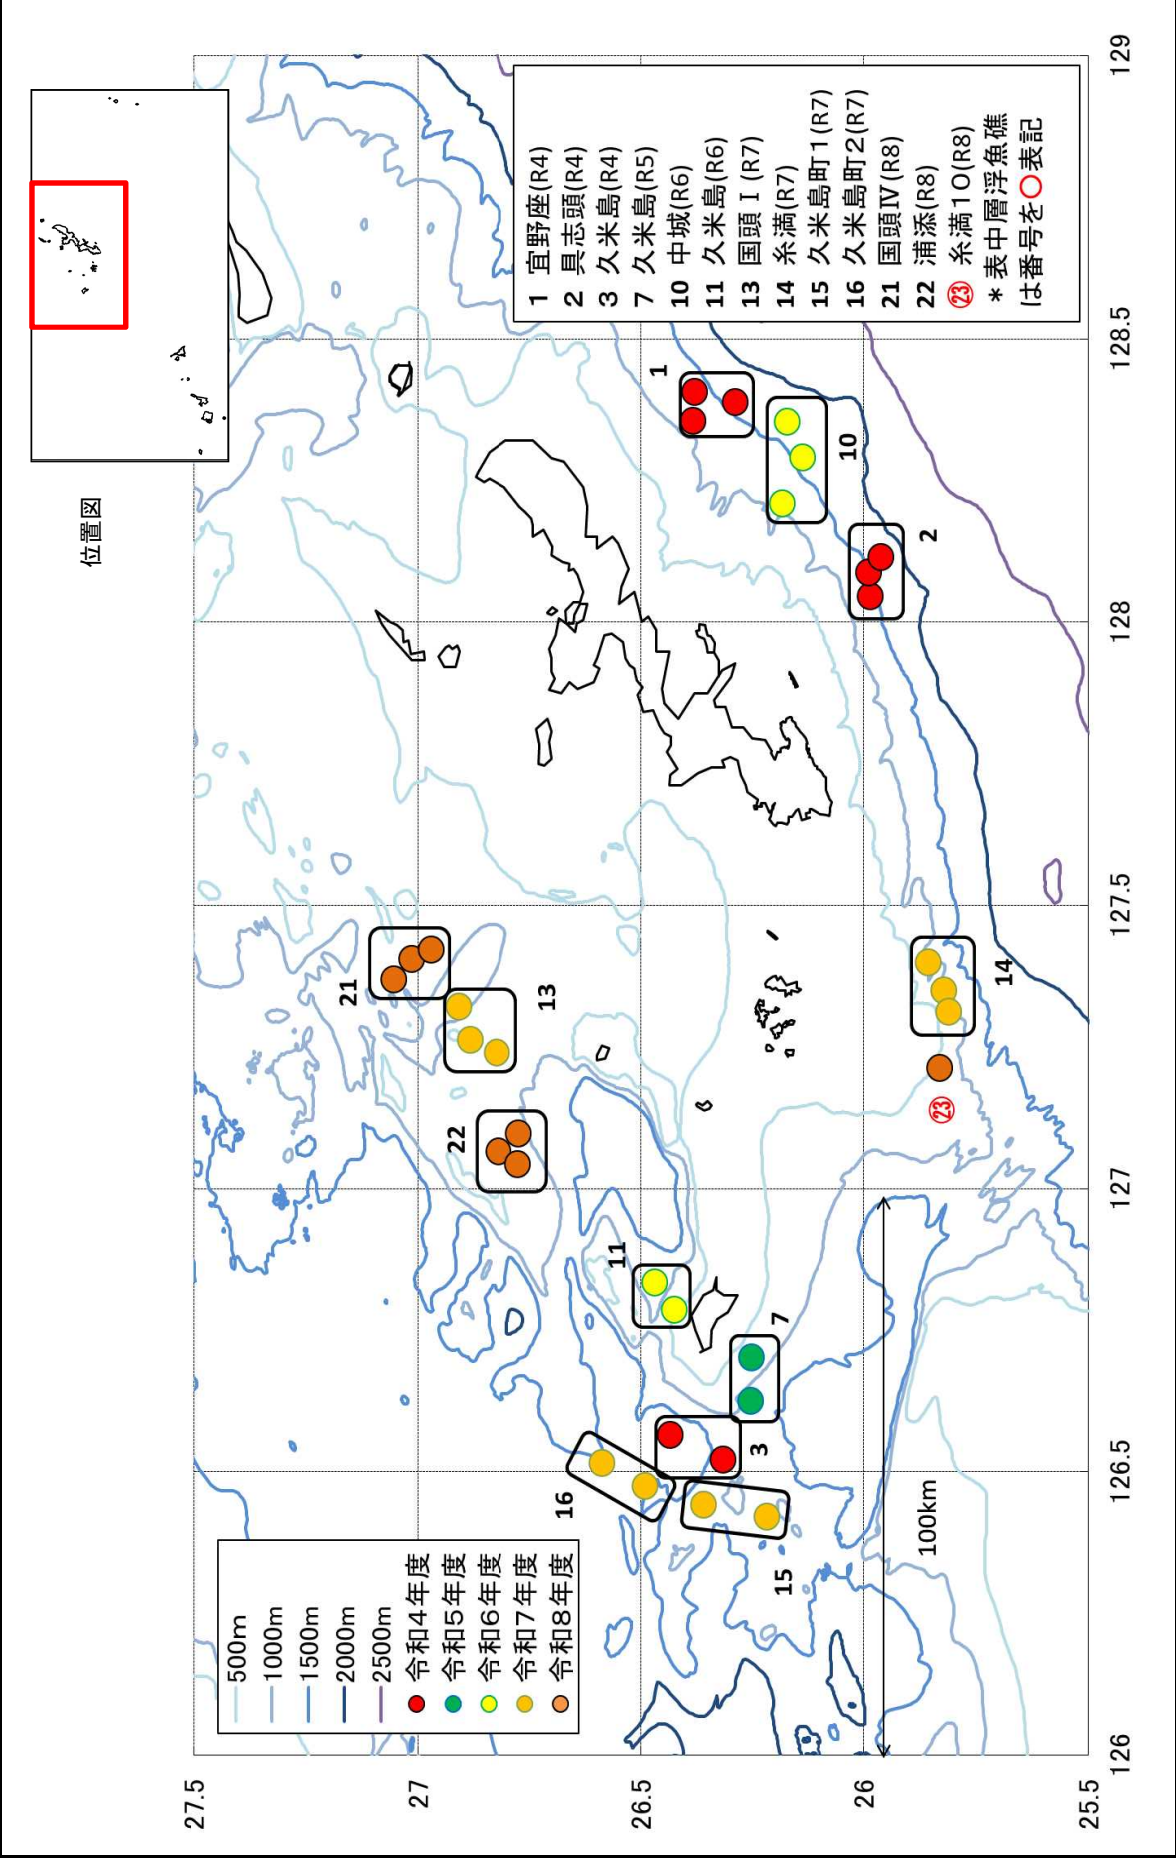 位置図
500m
1000m
1500m
2000m
2500m
令和4年度
令和5年度
令和6年度
令和7年度
令和8年度
1 宜野座(R4)
2 具志頭(R4)
3 久米島(R4)
7 久米島(R5)
10 中城(R6)
11 久米島(R6)
13 国頭Ⅰ(R7)
14 糸満(R7)
15 久米島町1(R7)
16 久米島町2(R7)
21 国頭Ⅳ(R8)
22 浦添(R8)
㉓ 糸満10(R8)
*表中層浮魚礁
は番号を〇表記
21
13
22
11
16
3
7
15
1
10
2
14
㉓
100km
27.5
27
26.5
26
25.5
126
126.5
127
127.5
128
128.5
129